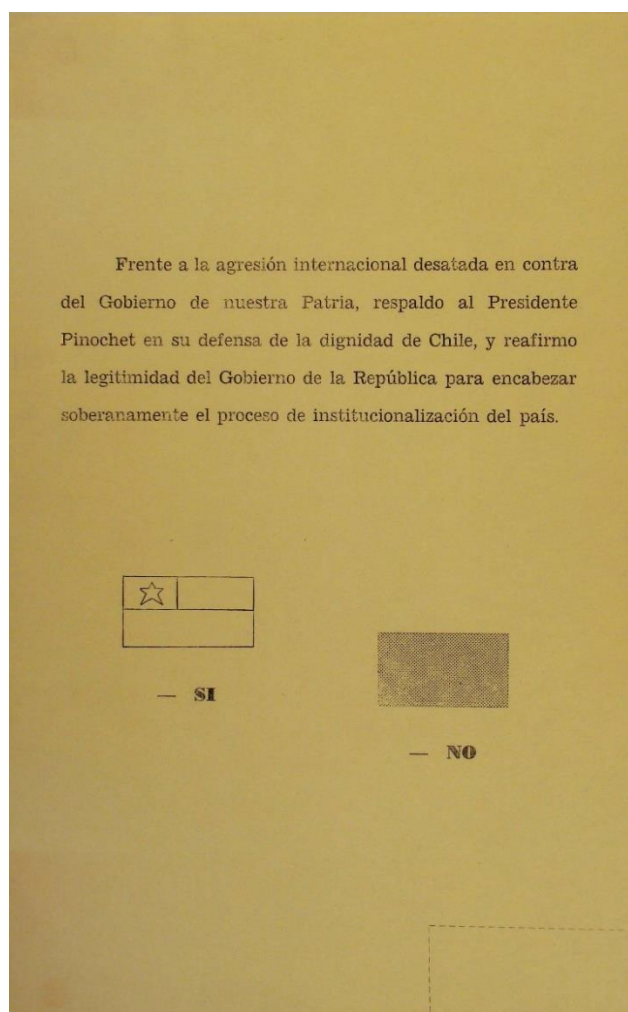 Frente a la agresión internacional desatada en contra
del Gobierno de nuestra Patria, respaldo al Presidente
Pinochet en su defensa de la dignidad de Chile, y reafirmo
la legitimidad del Gobierno de la República para encabezar
soberanamente el proceso de institucionalización del país.
— SI
— NO